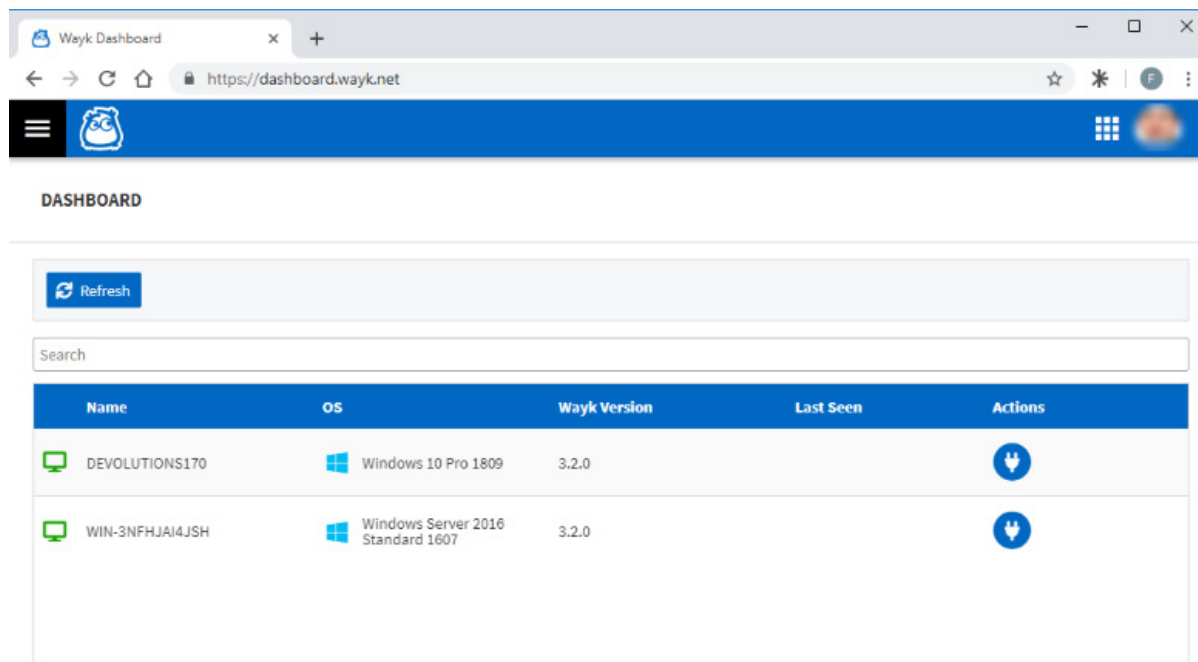 Wayk Dashboard
https://dashboard.wayk.net
F
DASHBOARD
Refresh
Search
Name OS Wayk Version Last Seen Actions
DEVOLUTIONS170 Windows 10 Pro 1809 3.2.0
WIN-3NFHJAI4JSH Windows Server 2016 3.2.0
Standard 1607